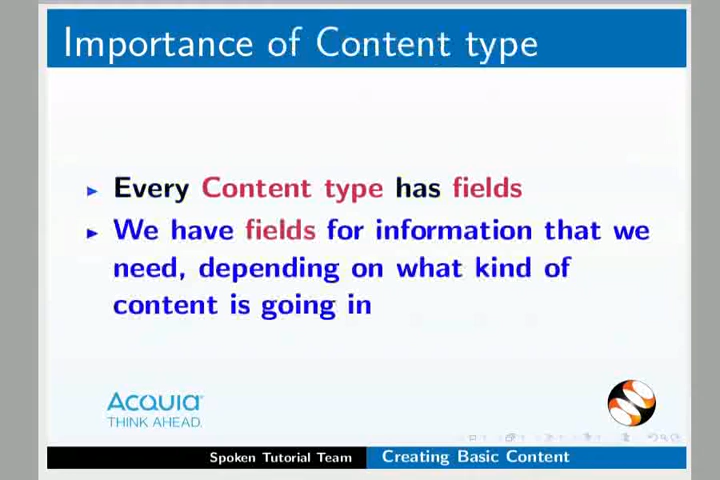 Importance of Content type
Every Content type has fields
We have fields for information that we
need, depending on what kind of
content is going in
Acquia
THINK AHEAD.
Spoken Tutorial Team
Creating Basic Content